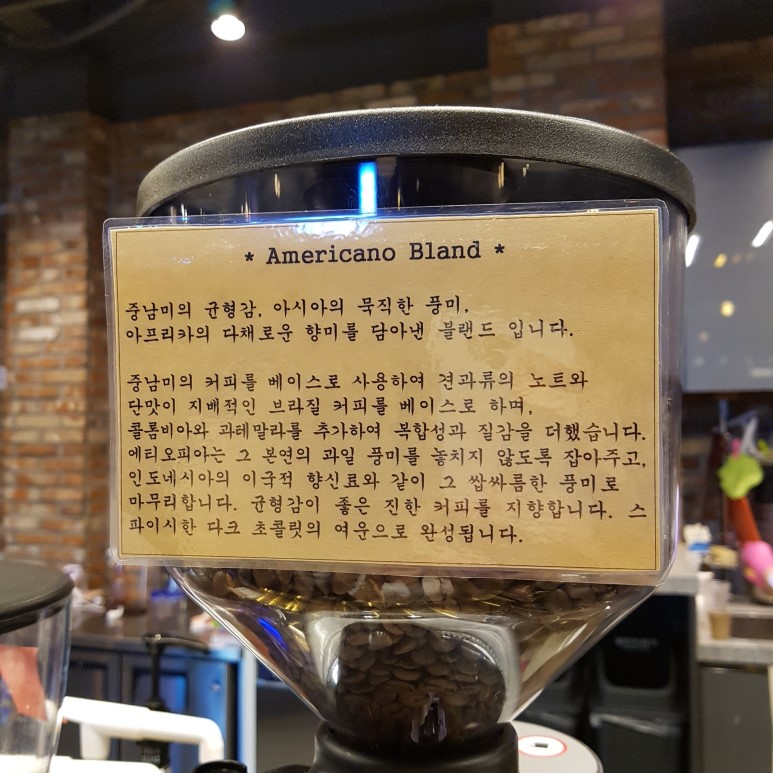 * Americano Bland *
중남미의 균형감, 아시아의 묵직한 풍미,
아프리카의 다채로운 향미를 담아낸 블랜드 입니다.
중남미의 커피를 베이스로 사용하여 견과류의 노트와
단맛이 지배적인 브라질 커피를 베이스로 하며,
콜롬비아와 과테말라를 추가하여 복합성과 질감을 더했습니다.
에티오피아는 그 본연의 과일 풍미를 놓치지 않도록 잡아주고,
인도네시아의 이국적 향신료와 같이 그 쌉싸름한 풍미로
마무리합니다. 균형감이 좋은 진한 커피를 지향합니다. 스
파이시한 다크 초콜릿의 여운으로 완성됩니다.